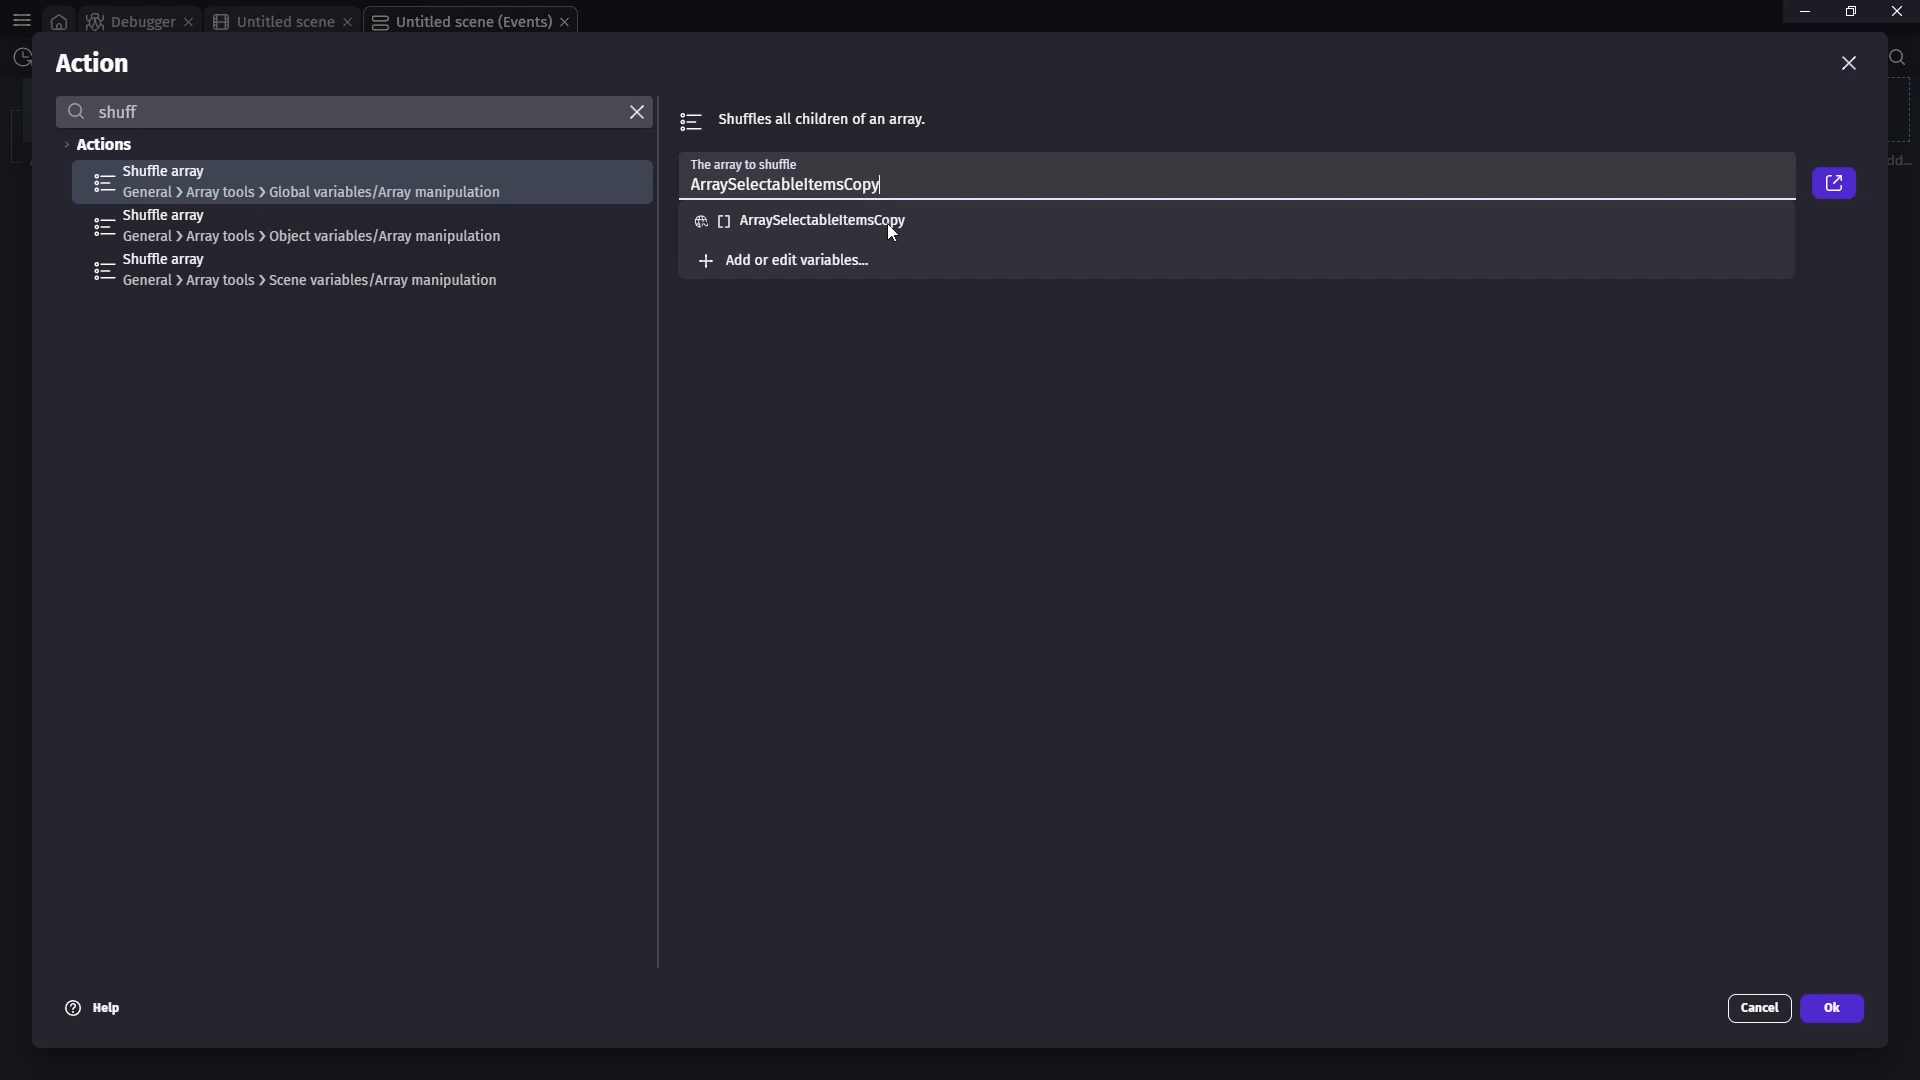 Debugger
Untitled scene
Untitled scene (Events)
Action
shuff
Actions
Shuffle array
General > Array tools > Global variables/Array manipulation
Shuffle array
General > Array tools > Object variables/Array manipulation
Shuffle array
General > Array tools > Scene variables/Array manipulation
Shuffles all children of an array.
The array to shuffle
ArraySelectableItemsCopy
[] ArraySelectableItemsCopy
+ Add or edit variables...
dd...
Help
Cancel
Ok